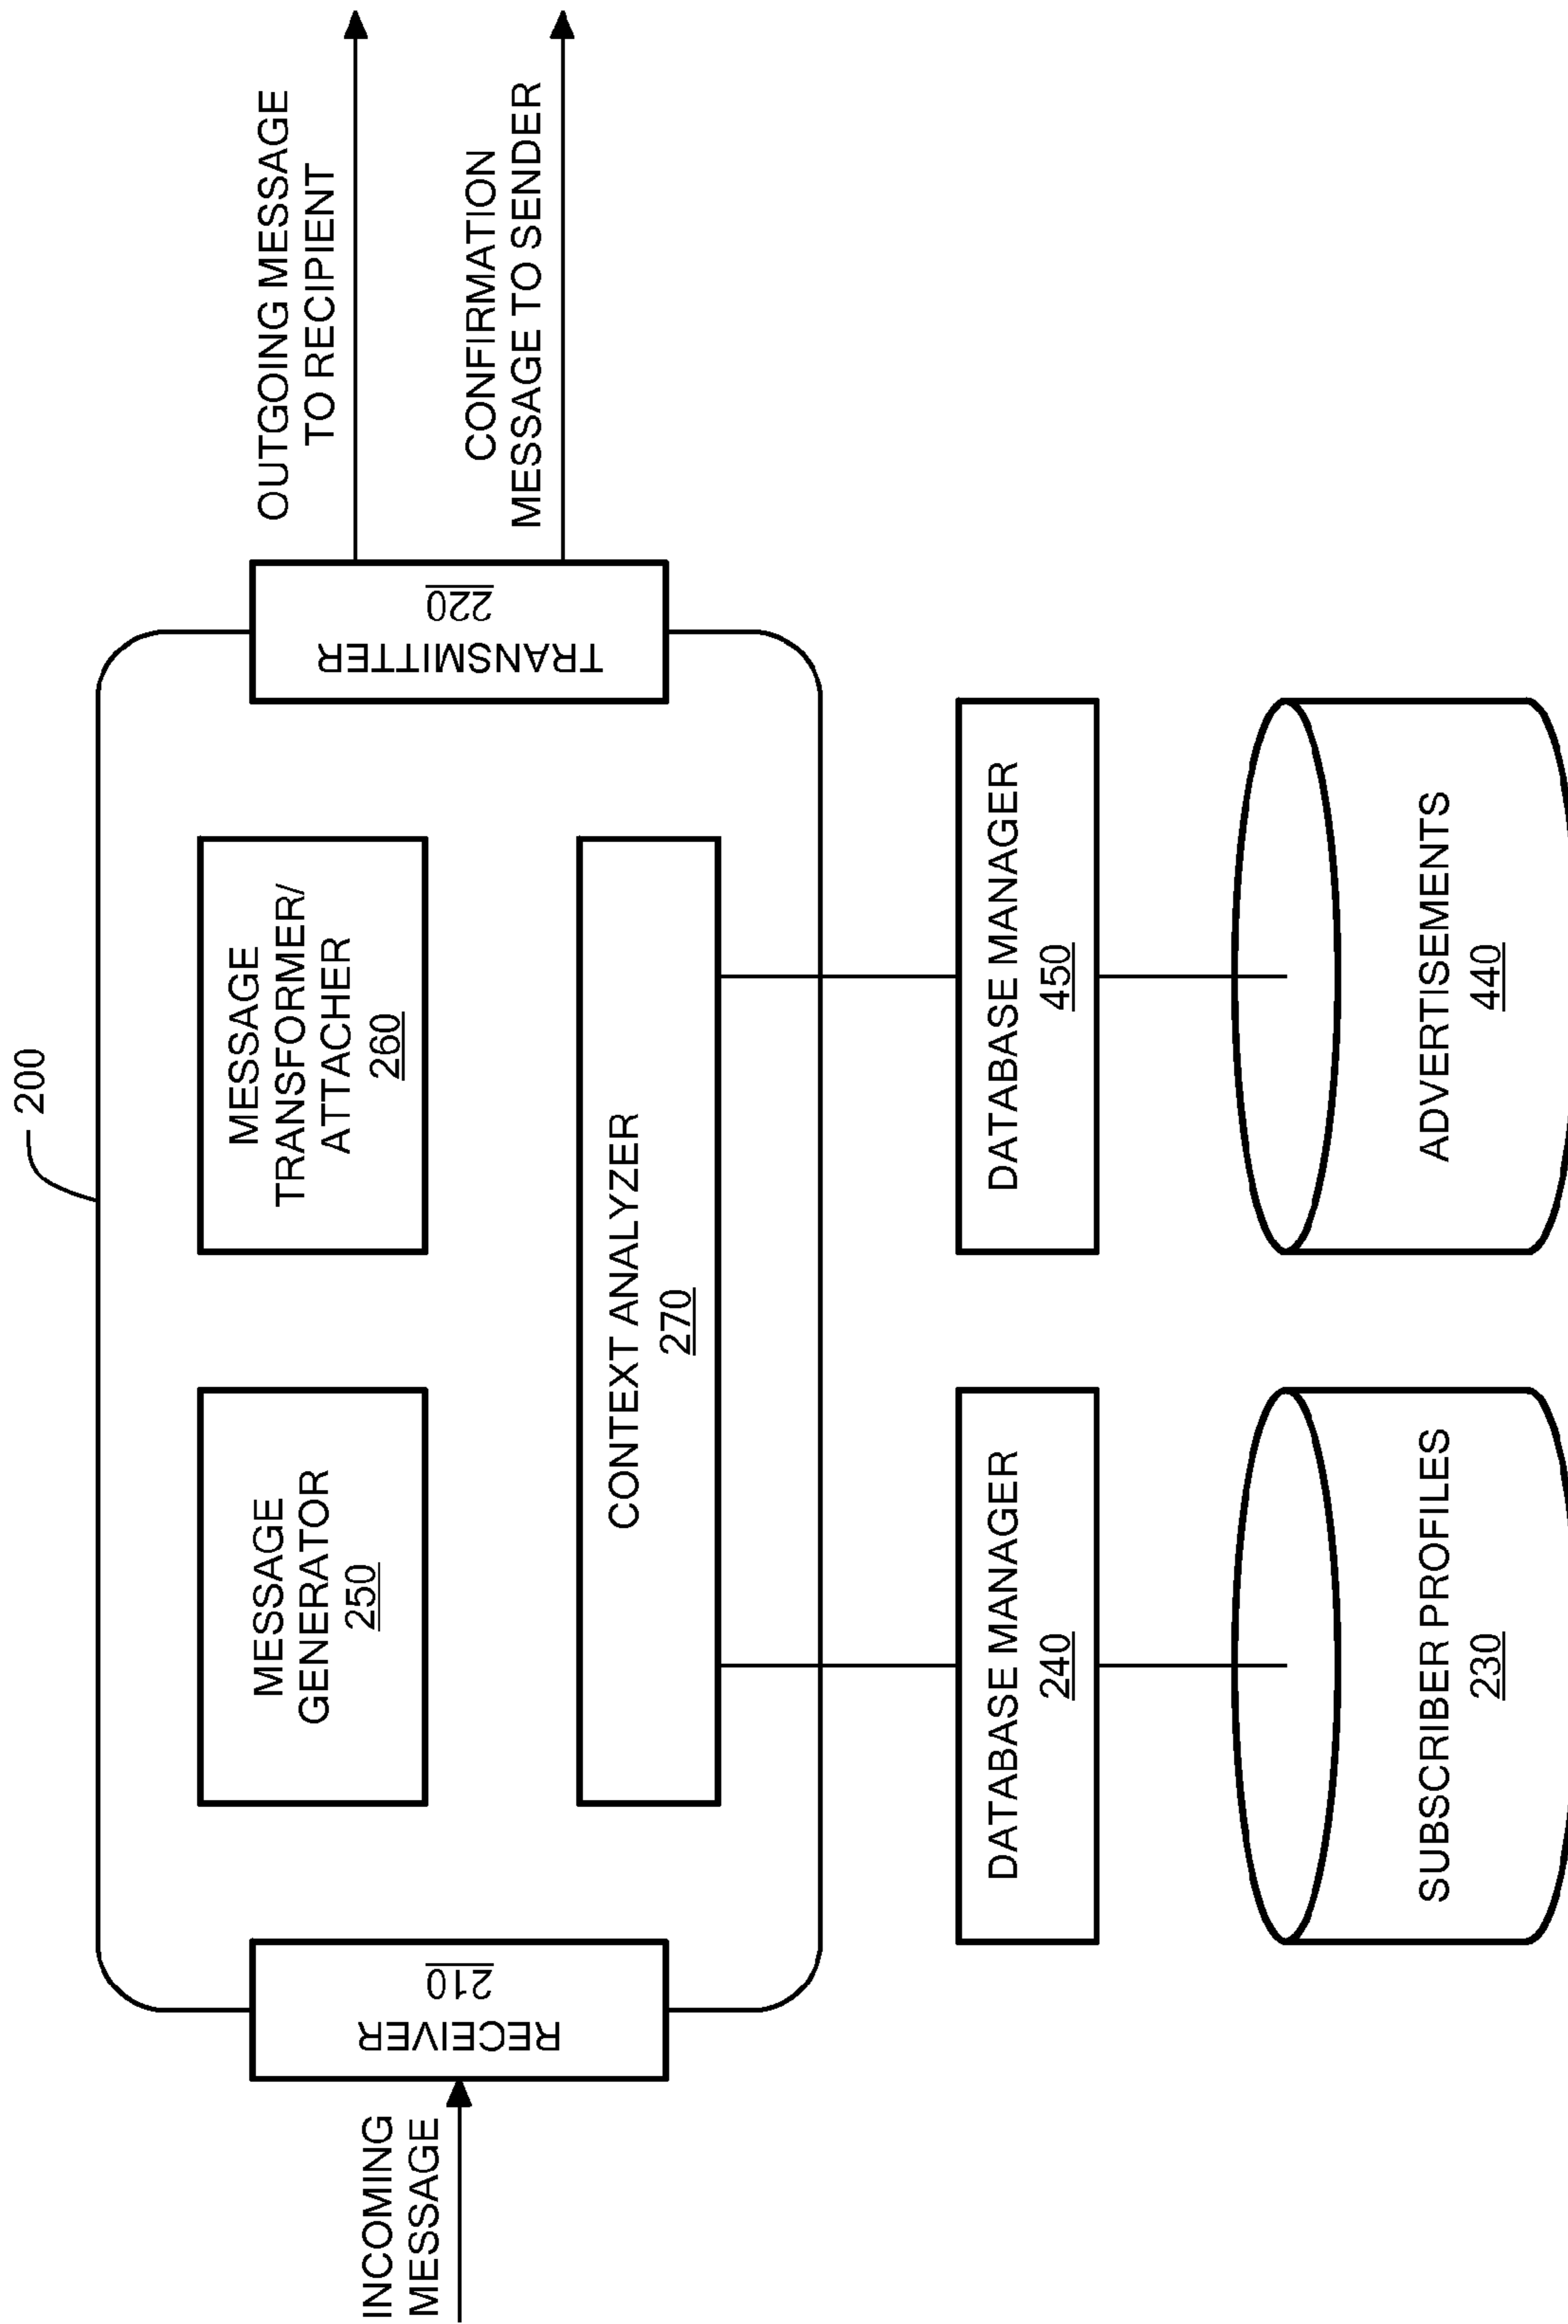 200
INCOMING
MESSAGE
RECEIVER
210
MESSAGE
GENERATOR
250
MESSAGE
TRANSFORMER/
ATTACHER
260
CONTEXT ANALYZER
270
TRANSMITTER
220
OUTGOING MESSAGE
TO RECIPIENT
CONFIRMATION
MESSAGE TO SENDER
DATABASE MANAGER
240
DATABASE MANAGER
450
SUBSCRIBER PROFILES
230
ADVERTISEMENTS
440